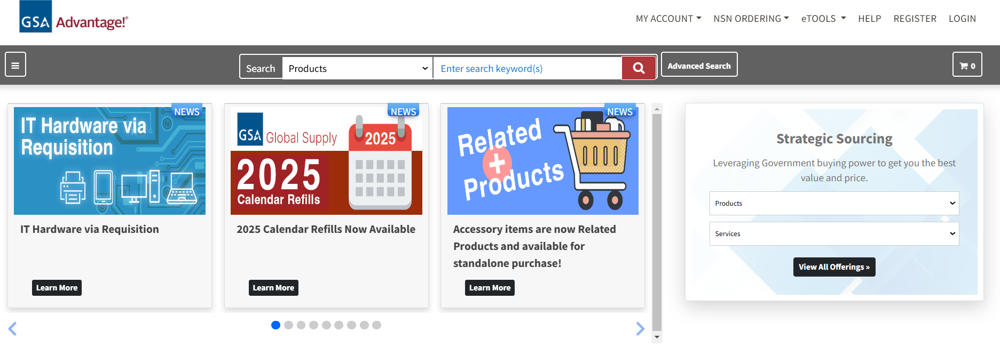 GSA Advantage!®
MY ACCOUNT
NSN ORDERING
eTOOLS
HELP
REGISTER
LOGIN
Search
Products
Enter search keyword(s)
Advanced Search
0
NEWS
IT Hardware via
Requisition
IT Hardware via Requisition
Learn More
NEWS
GSA Global Supply
2025
2025
Calendar Refills
2025 Calendar Refills Now Available
Learn More
NEWS
Related
+
Products
Accessory items are now Related
Products and available for
standalone purchase!
Learn More
Strategic Sourcing
Leveraging Government buying power to get you the best
value and price.
Products
Services
View All Offerings »